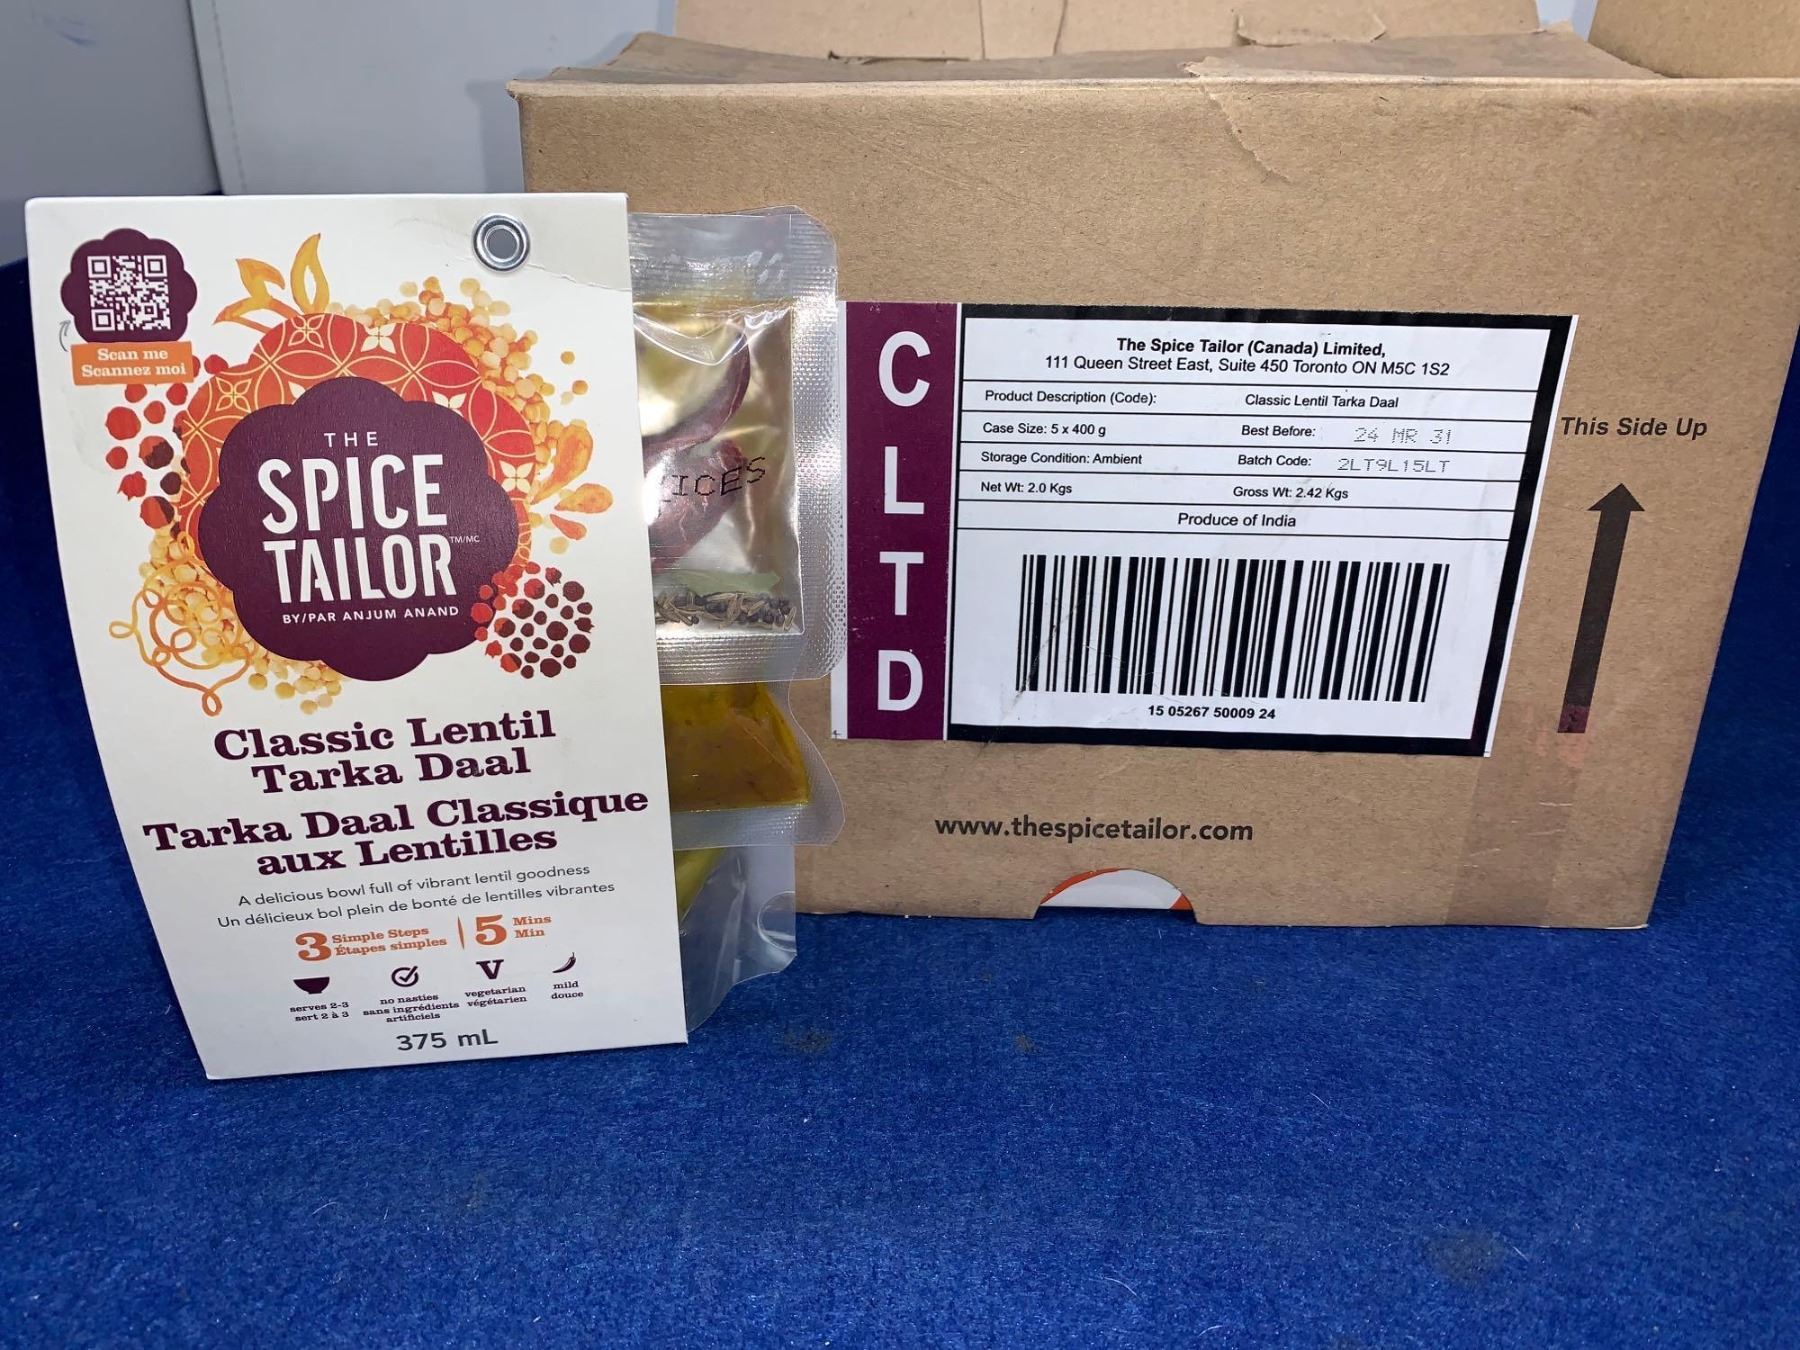 Scan me
Scannez moi
THE
SPICE
TAILOR TM/MC
BY/PAR ANJUM ANAND
Classic Lentil
Tarka Daal
Tarka Daal Classique
aux Lentilles
A delicious bowl full of vibrant lentil goodness
Un délicieux bol plein de bonté de lentilles vibrantes
3 Simple Steps
Étapes simples
5 Mins
Min
serves 2-3
sert 2 à 3
no nasties
sans ingrédients
artificiels
V
vegetarian
végétarien
mild
douce
375 mL
ICES
CLTD
The Spice Tailor (Canada) Limited,
111 Queen Street East, Suite 450 Toronto ON M5C 1S2
Product Description (Code): Classic Lentil Tarka Daal
Case Size: 5 x 400 g Best Before: 24 MR 31
Storage Condition: Ambient Batch Code: 2LT9L15LT
Net Wt: 2.0 Kgs Gross Wt: 2.42 Kgs
Produce of India
15 05267 50009 24
This Side Up
www.thespicetailor.com